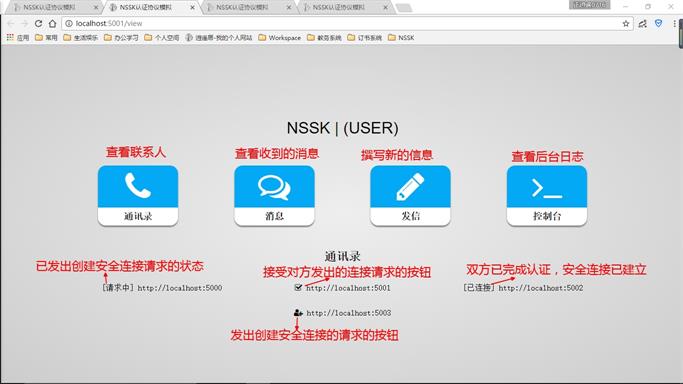 NSSK认证协议模拟
NSSK认证协议模拟
NSSK认证协议模拟
NSSK认证协议模拟
localhost:5001/view
应用 常用 生活娱乐 办公学习 个人空间 逍遥愚-我的个人网站 Workspace 教务系统 订书系统 NSSK
NSSK | (USER)
查看联系人 查看收到的消息 撰写新的信息 查看后台日志
通讯录 消息 发信 控制台
通讯录
已发出创建安全连接请求的状态 接受对方发出的连接请求的按钮 双方已完成认证，安全连接已建立
[请求中] http://localhost:5000 http://localhost:5001 [已连接] http://localhost:5002
http://localhost:5003
发出创建安全连接的请求的按钮